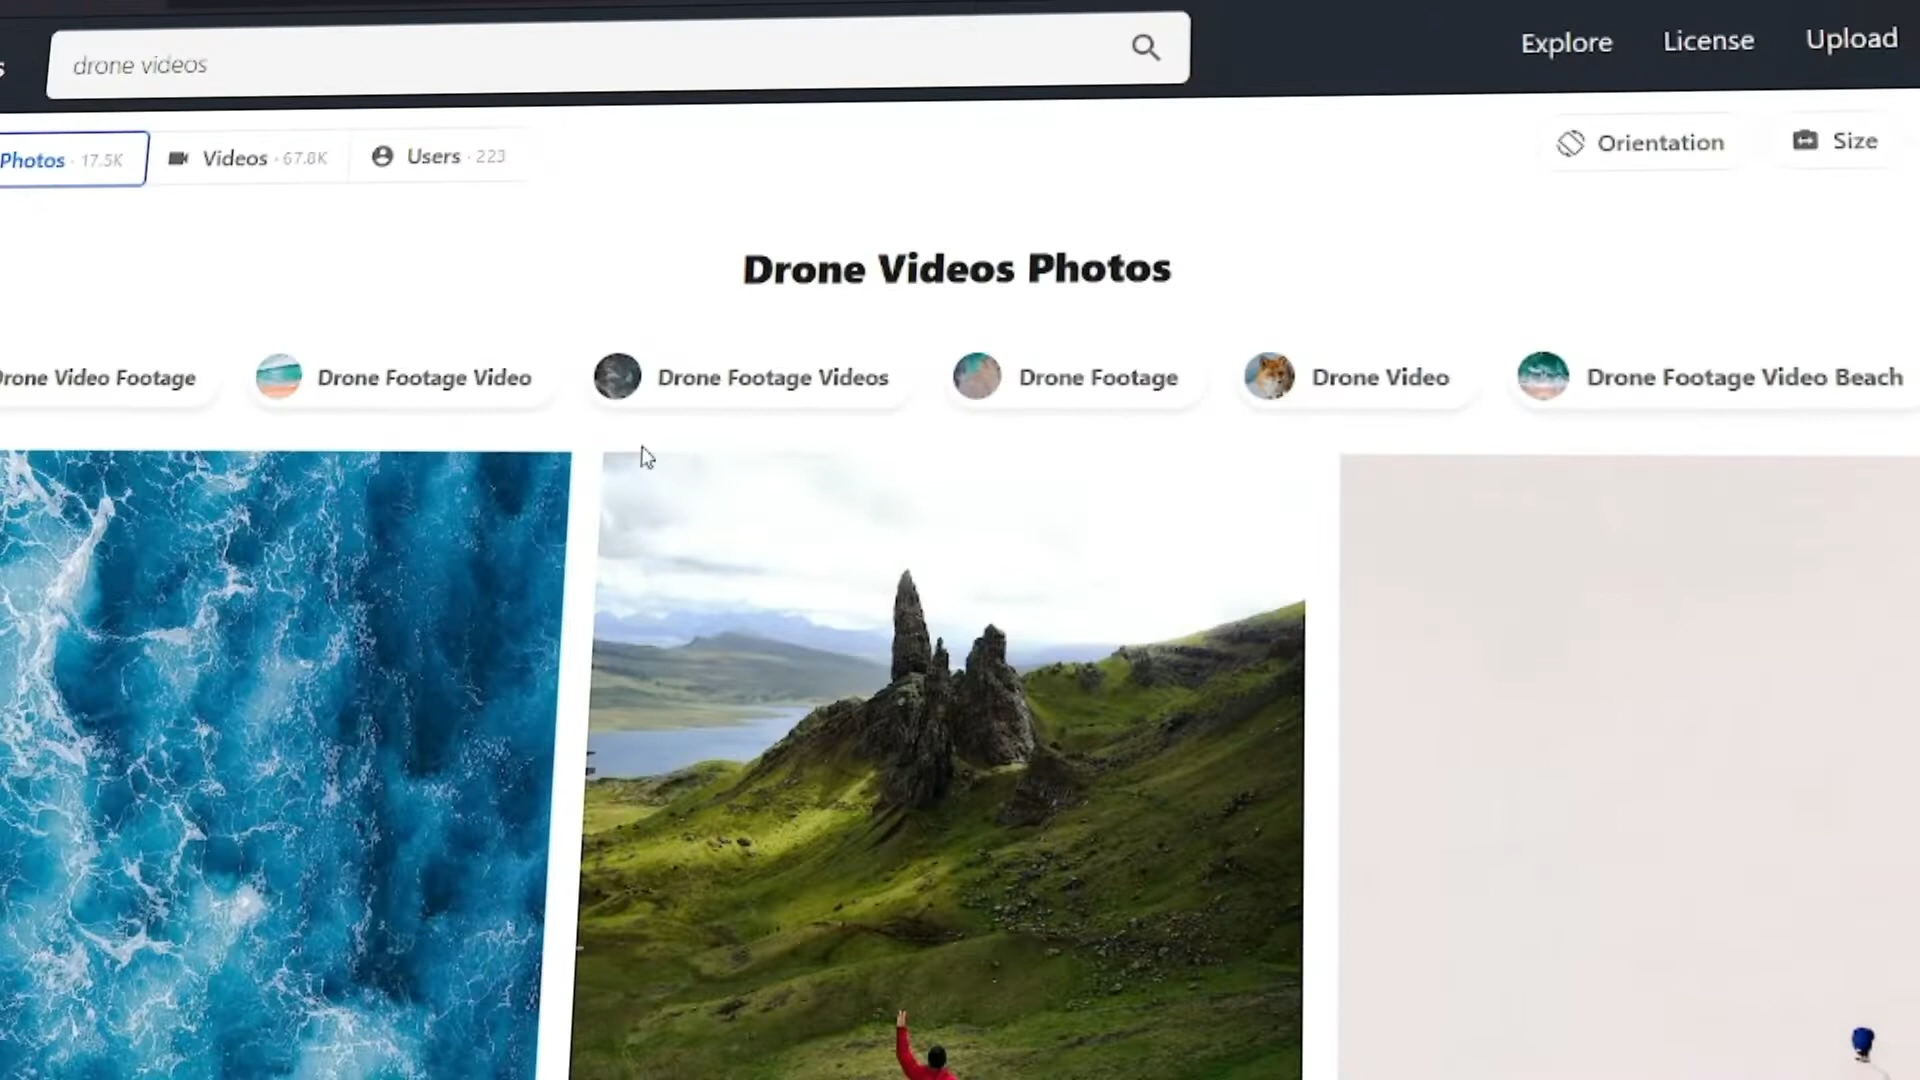 drone videos
Explore License Upload
Photos · 17.5K Videos · 67.8K Users · 223
Orientation Size
Drone Videos Photos
Drone Video Footage Drone Footage Video Drone Footage Videos Drone Footage Drone Video Drone Footage Video Beach